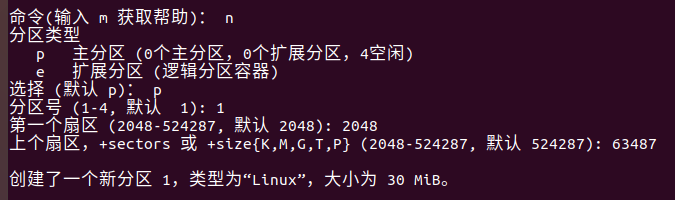 命令(输入 m 获取帮助)： n
分区类型
   p   主分区 (0个主分区，0个扩展分区，4空闲)
   e   扩展分区 (逻辑分区容器)
选择 (默认 p)： p
分区号 (1-4, 默认  1): 1
第一个扇区 (2048-524287, 默认 2048): 2048
上个扇区，+sectors 或 +size{K,M,G,T,P} (2048-524287, 默认 524287): 63487
创建了一个新分区 1，类型为“Linux”，大小为 30 MiB。